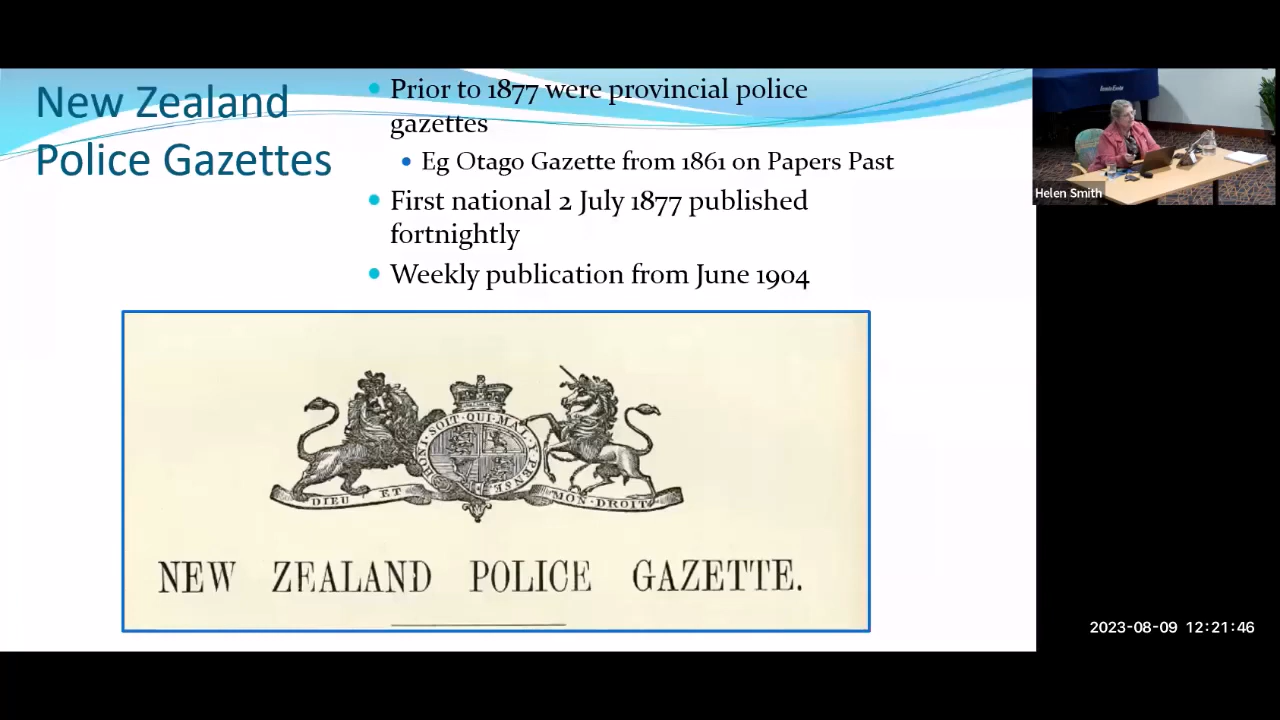 New Zealand
Police Gazettes
Prior to 1877 were provincial police
gazettes
Eg Otago Gazette from 1861 on Papers Past
First national 2 July 1877 published
fortnightly
Weekly publication from June 1904
HONI · SOIT · QUI · MAL · Y · PENSE
DIEU ET MON · DROIT
NEW ZEALAND POLICE GAZETTE.
Helen Smith
2023-08-09 12:21:46